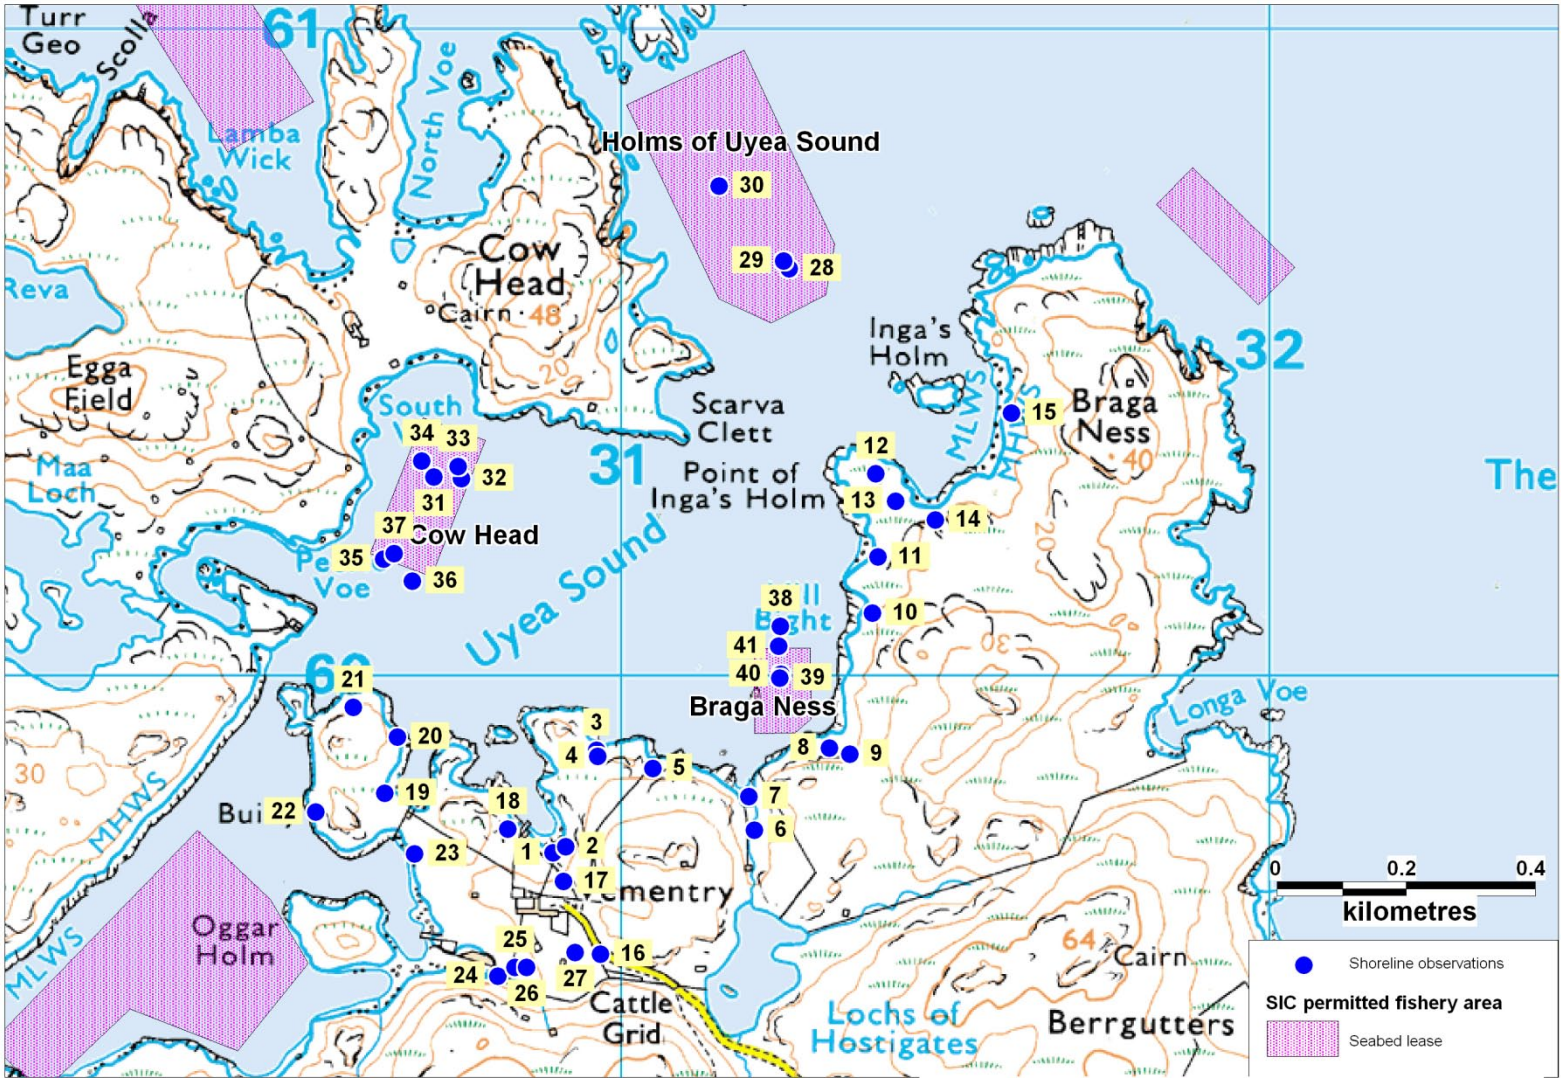 Turr
Geo
Scolla
61
North Voe
Lamba
Wick
Holms of Uyea Sound
30
29
28
Cow
Head
Cairn · 48
Reva
20
Inga's
Holm
32
Egga
Field
South
Scarva
Clett
MLWS
MHWS
15
Braga
Ness
· 40
34
33
12
31
32
Maa
Loch
Point of
Inga's Holm
13
The
31
14
37
Cow Head
20
35
Voe
11
36
Uyea Sound
38
Bight
10
41
30
21
40
39
Longa Voe
Braga Ness
3
20
4
8
9
30
5
19
7
22
18
MHWS
6
23
1
2
0
0.2
0.4
17
kilometres
Oggar
Holm
25
16
64
Cairn
24
27
26
MLWS
Cattle
Grid
Lochs of
Hostigates
Berrgutters
Shoreline observations
SIC permitted fishery area
Seabed lease